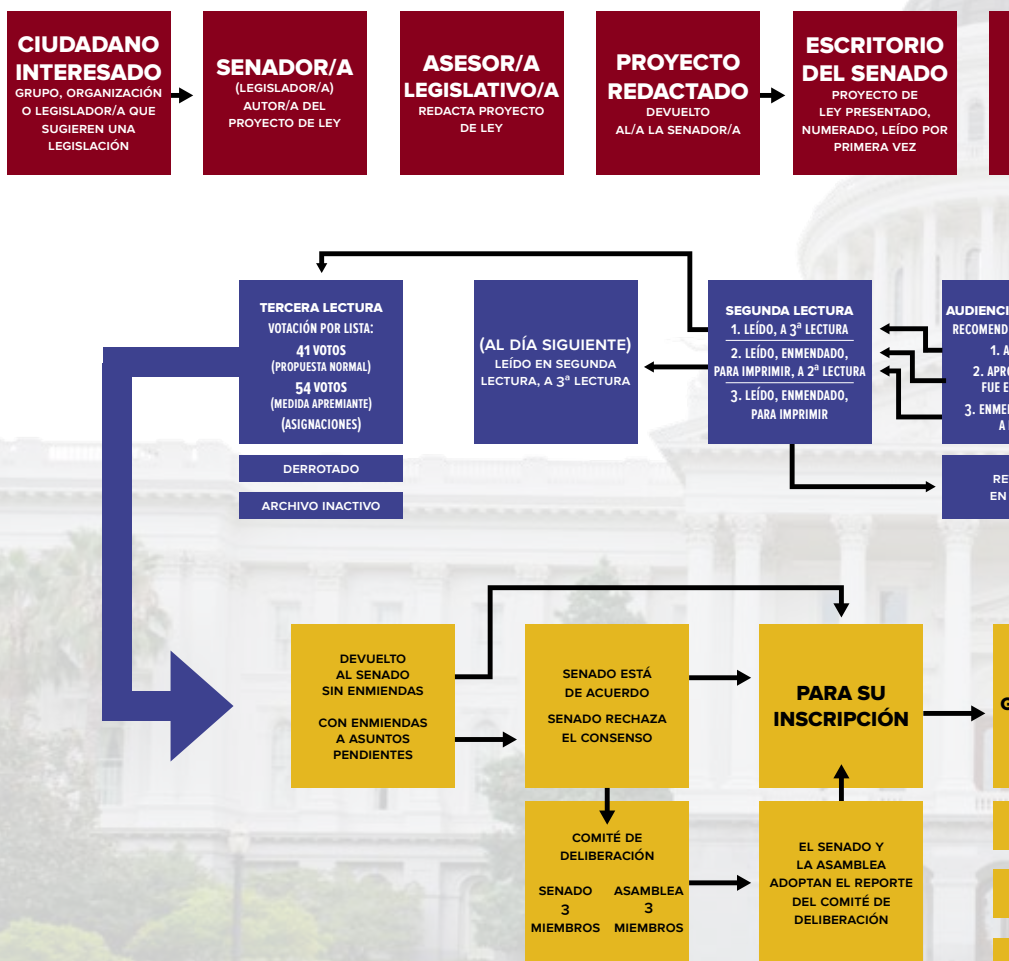 CIUDADANO
INTERESADO
GRUPO, ORGANIZACIÓN
O LEGISLADOR/A QUE
SUGIEREN UNA
LEGISLACIÓN
SENADOR/A
(LEGISLADOR/A)
AUTOR/A DEL
PROYECTO DE LEY
ASESOR/A
LEGISLATIVO/A
REDACTA PROYECTO
DE LEY
PROYECTO
REDACTADO
DEVUELTO
AL/A LA SENADOR/A
ESCRITORIO
DEL SENADO
PROYECTO DE
LEY PRESENTADO,
NUMERADO, LEÍDO POR
PRIMERA VEZ
TERCERA LECTURA
VOTACIÓN POR LISTA:
41 VOTOS
(PROPUESTA NORMAL)
54 VOTOS
(MEDIDA APREMIANTE)
(ASIGNACIONES)
DERROTADO
ARCHIVO INACTIVO
(AL DÍA SIGUIENTE)
LEÍDO EN SEGUNDA
LECTURA, A 3ª LECTURA
SEGUNDA LECTURA
1. LEÍDO, A 3ª LECTURA
2. LEÍDO, ENMENDADO,
PARA IMPRIMIR, A 2ª LECTURA
3. LEÍDO, ENMENDADO,
PARA IMPRIMIR
1.
2.
FUE
3.
A
EN
DEVUELTO
AL SENADO
SIN ENMIENDAS
CON ENMIENDAS
A ASUNTOS
PENDIENTES
SENADO ESTÁ
DE ACUERDO
SENADO RECHAZA
EL CONSENSO
PARA SU
INSCRIPCIÓN
COMITÉ DE
DELIBERACIÓN
SENADO ASAMBLEA
3 3
MIEMBROS MIEMBROS
EL SENADO Y
LA ASAMBLEA
ADOPTAN EL REPORTE
DEL COMITÉ DE
DELIBERACIÓN